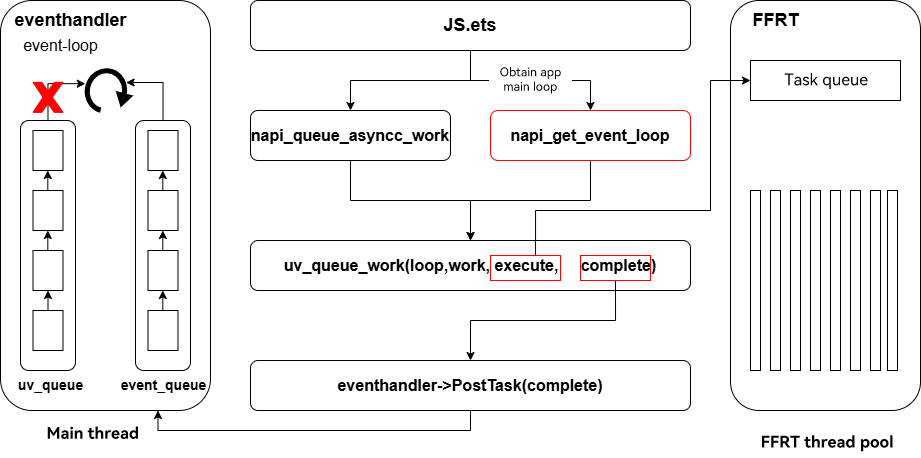 eventhandler
event-loop
X
uv_queue
event_queue
Main thread
JS.ets
Obtain app
main loop
napi_queue_asyncc_work
napi_get_event_loop
uv_queue_work(loop,work, execute, complete)
eventhandler->PostTask(complete)
FFRT
Task queue
FFRT thread pool